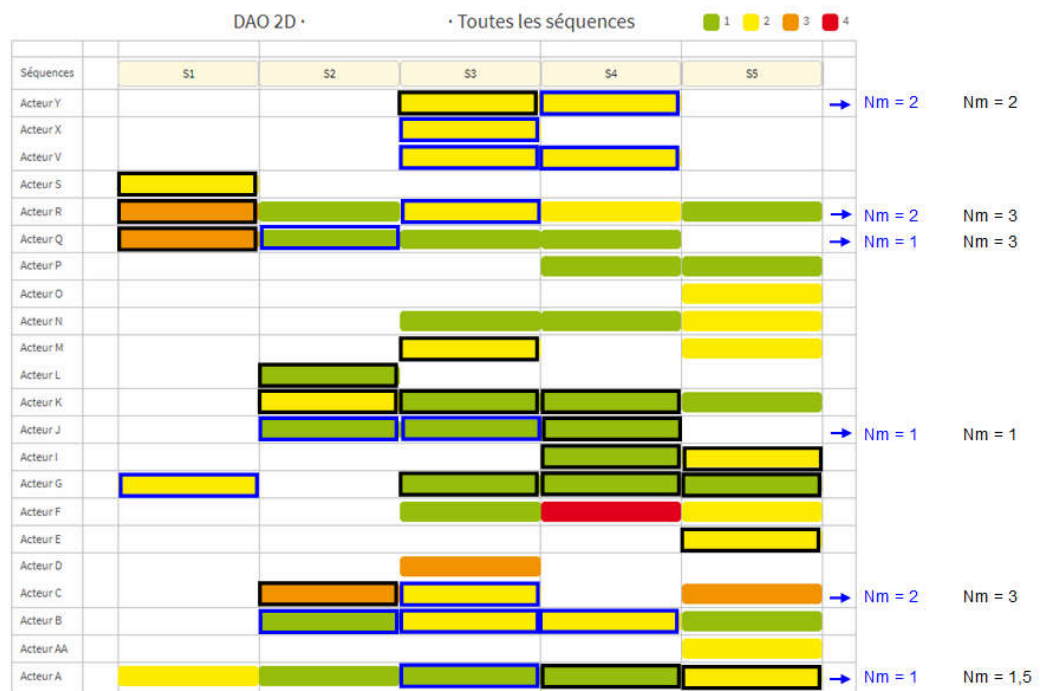 DAO 2D · · Toutes les séquences 1 2 3 4
Séquences S1 S2 S3 S4 S5
Acteur Y Nm = 2 Nm = 2
Acteur X
Acteur V
Acteur S
Acteur R Nm = 2 Nm = 3
Acteur Q Nm = 1 Nm = 3
Acteur P
Acteur O
Acteur N
Acteur M
Acteur L
Acteur K
Acteur J Nm = 1 Nm = 1
Acteur I
Acteur G
Acteur F
Acteur E
Acteur D
Acteur C Nm = 2 Nm = 3
Acteur B
Acteur AA
Acteur A Nm = 1 Nm = 1,5